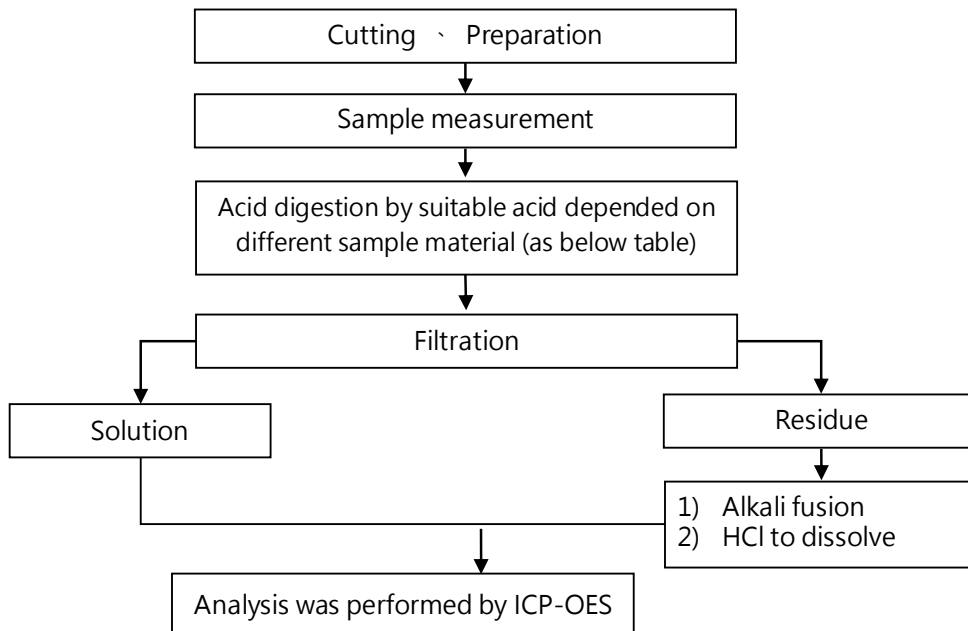 Cutting 、 Preparation
Sample measurement
Acid digestion by suitable acid depended on
different sample material (as below table)
Filtration
Solution
Residue
1) Alkali fusion
2) HCl to dissolve
Analysis was performed by ICP-OES